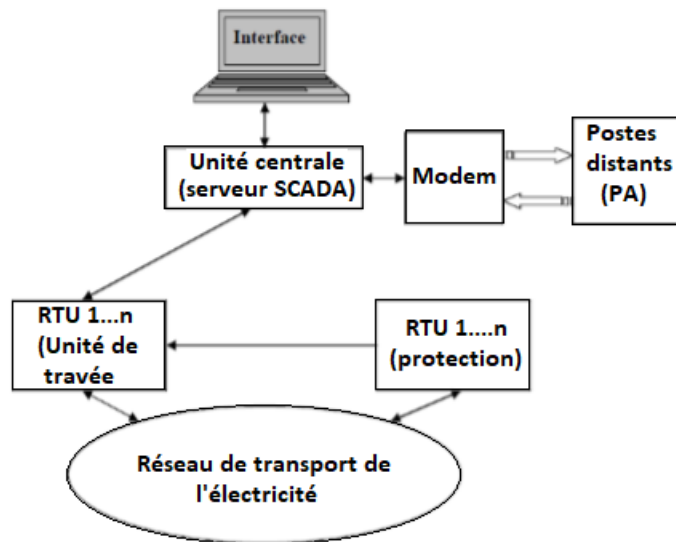 Interface
Unité centrale
(serveur SCADA)
Modem
Postes
distants
(PA)
RTU 1...n
(Unité de
travée
RTU 1....n
(protection)
Réseau de transport de
l'électricité